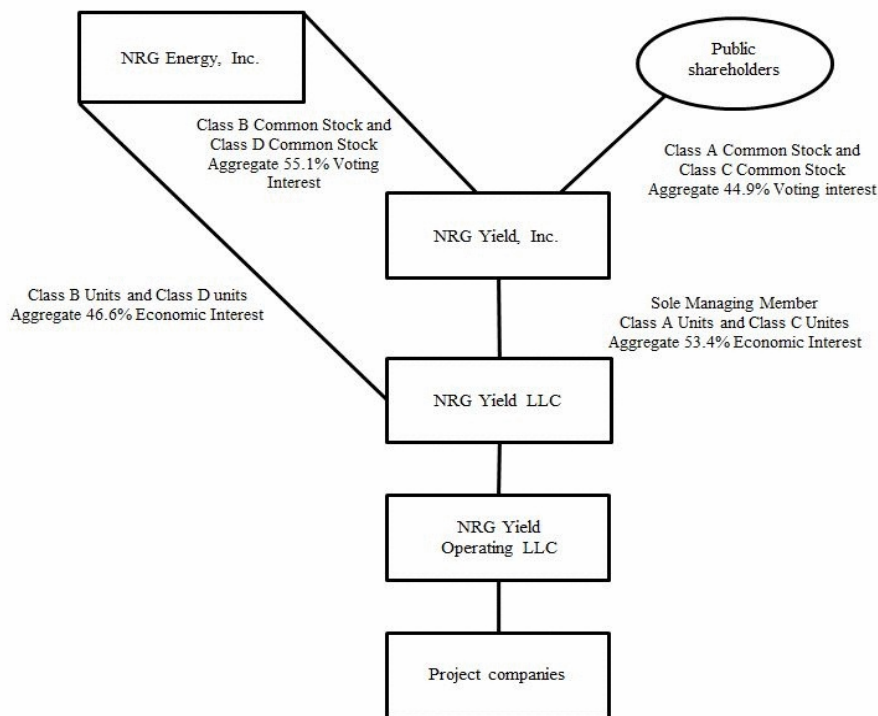 NRG Energy, Inc.
Public
shareholders
Class B Common Stock and
Class D Common Stock
Aggregate 55.1% Voting
Interest
Class A Common Stock and
Class C Common Stock
Aggregate 44.9% Voting interest
NRG Yield, Inc.
Class B Units and Class D units
Aggregate 46.6% Economic Interest
Sole Managing Member
Class A Units and Class C Unites
Aggregate 53.4% Economic Interest
NRG Yield LLC
NRG Yield
Operating LLC
Project companies